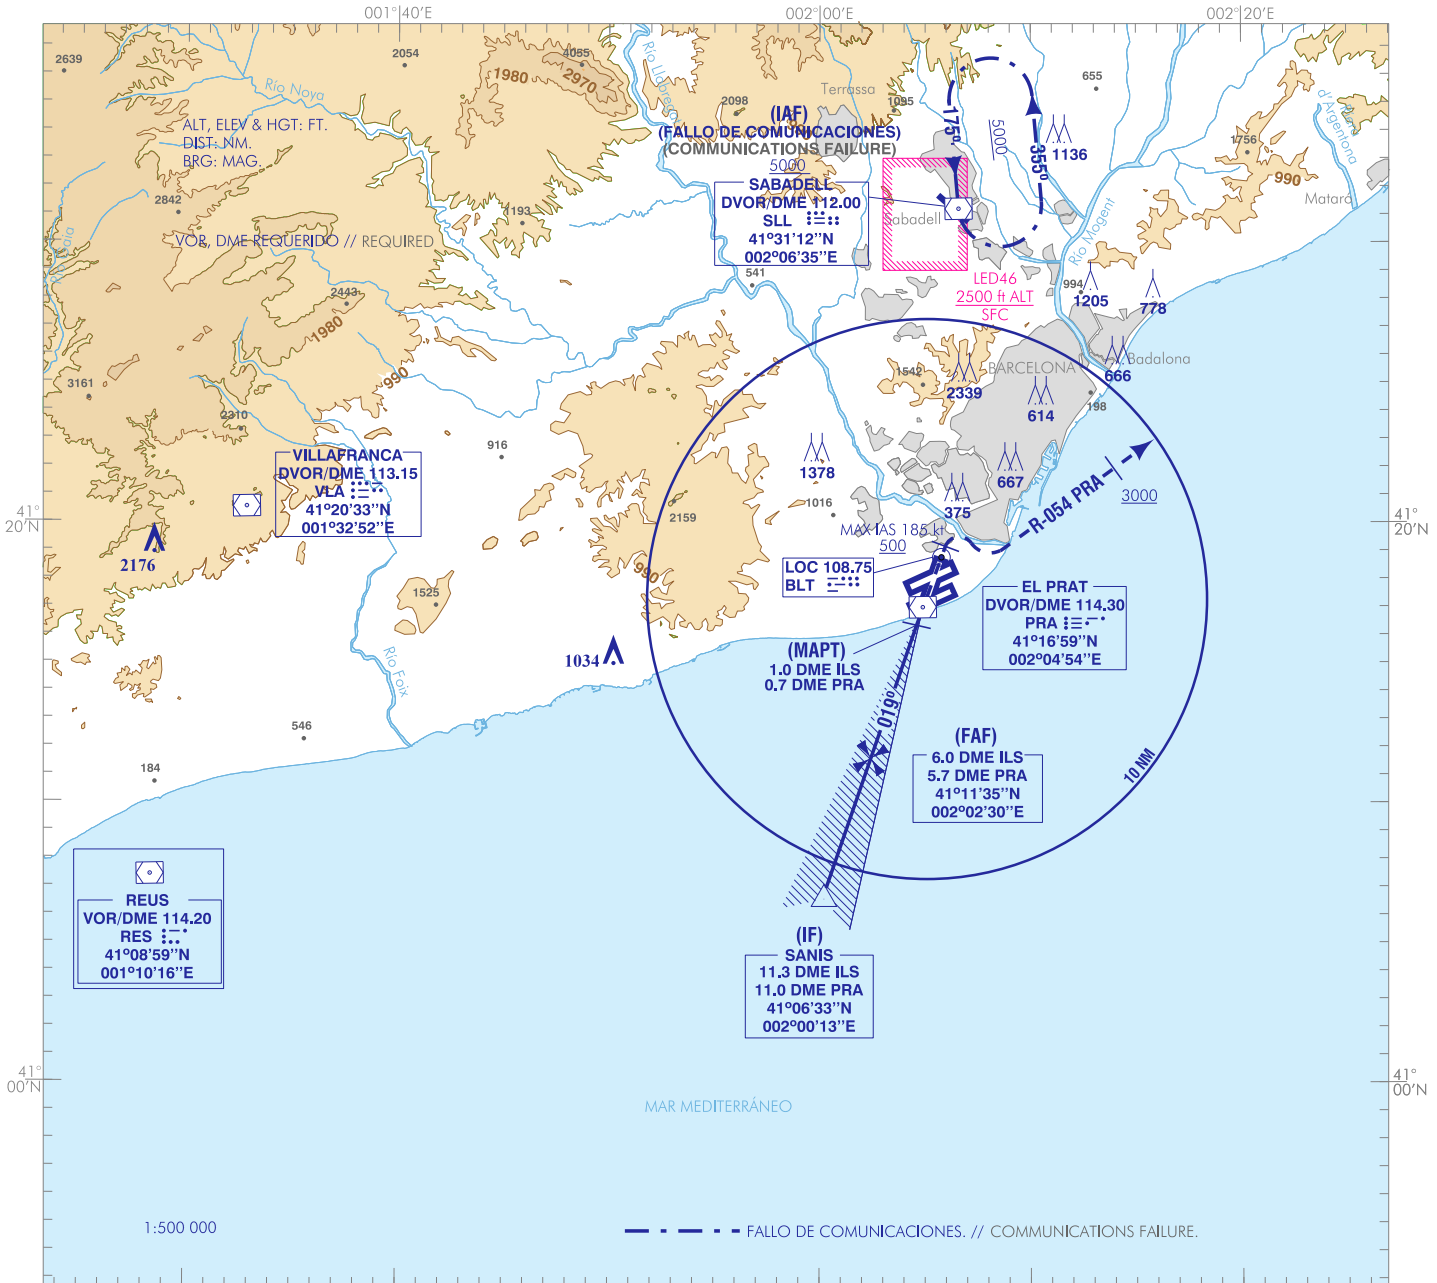 001°40'E
002°00'E
002°20'E
2639
2054
4055
1980
2970
Río Noya
Río Llobregat
2098
Terrassa
1095
655
1136
Riera
d'Argentona
1756
990
Mataró
ALT, ELEV & HGT: FT.
DIST: NM.
BRG: MAG.
(IAF)
(FALLO DE COMUNICACIONES)
(COMMUNICATIONS FAILURE)
5000
SABADELL
DVOR/DME 112.00
SLL
41°31'12''N
002°06'35''E
175°
355°
5000
Sabadell
LED46
2500 ft ALT
SFC
Río Mogent
2842
1193
VOR, DME REQUERIDO // REQUIRED
Río Gaia
2443
1980
990
541
994
1205
778
666
Badalona
3161
2310
916
1542
2339
BARCELONA
614
198
VILLAFRANCA
DVOR/DME 113.15
VLA
41°20'33''N
001°32'52''E
1378
1016
2159
667
375
R-054 PRA
3000
MAX IAS 185 kt
500
41°
20'N
41°
20'N
2176
990
LOC 108.75
BLT
1525
EL PRAT
DVOR/DME 114.30
PRA
41°16'59''N
002°04'54''E
1034
Río Foix
(MAPT)
1.0 DME ILS
0.7 DME PRA
019°
546
184
(FAF)
6.0 DME ILS
5.7 DME PRA
41°11'35''N
002°02'30''E
10 NM
REUS
VOR/DME 114.20
RES
41°08'59''N
001°10'16''E
(IF)
SANIS
11.3 DME ILS
11.0 DME PRA
41°06'33''N
002°00'13''E
41°
00'N
41°
00'N
MAR MEDITERRÁNEO
1:500 000
FALLO DE COMUNICACIONES. // COMMUNICATIONS FAILURE.